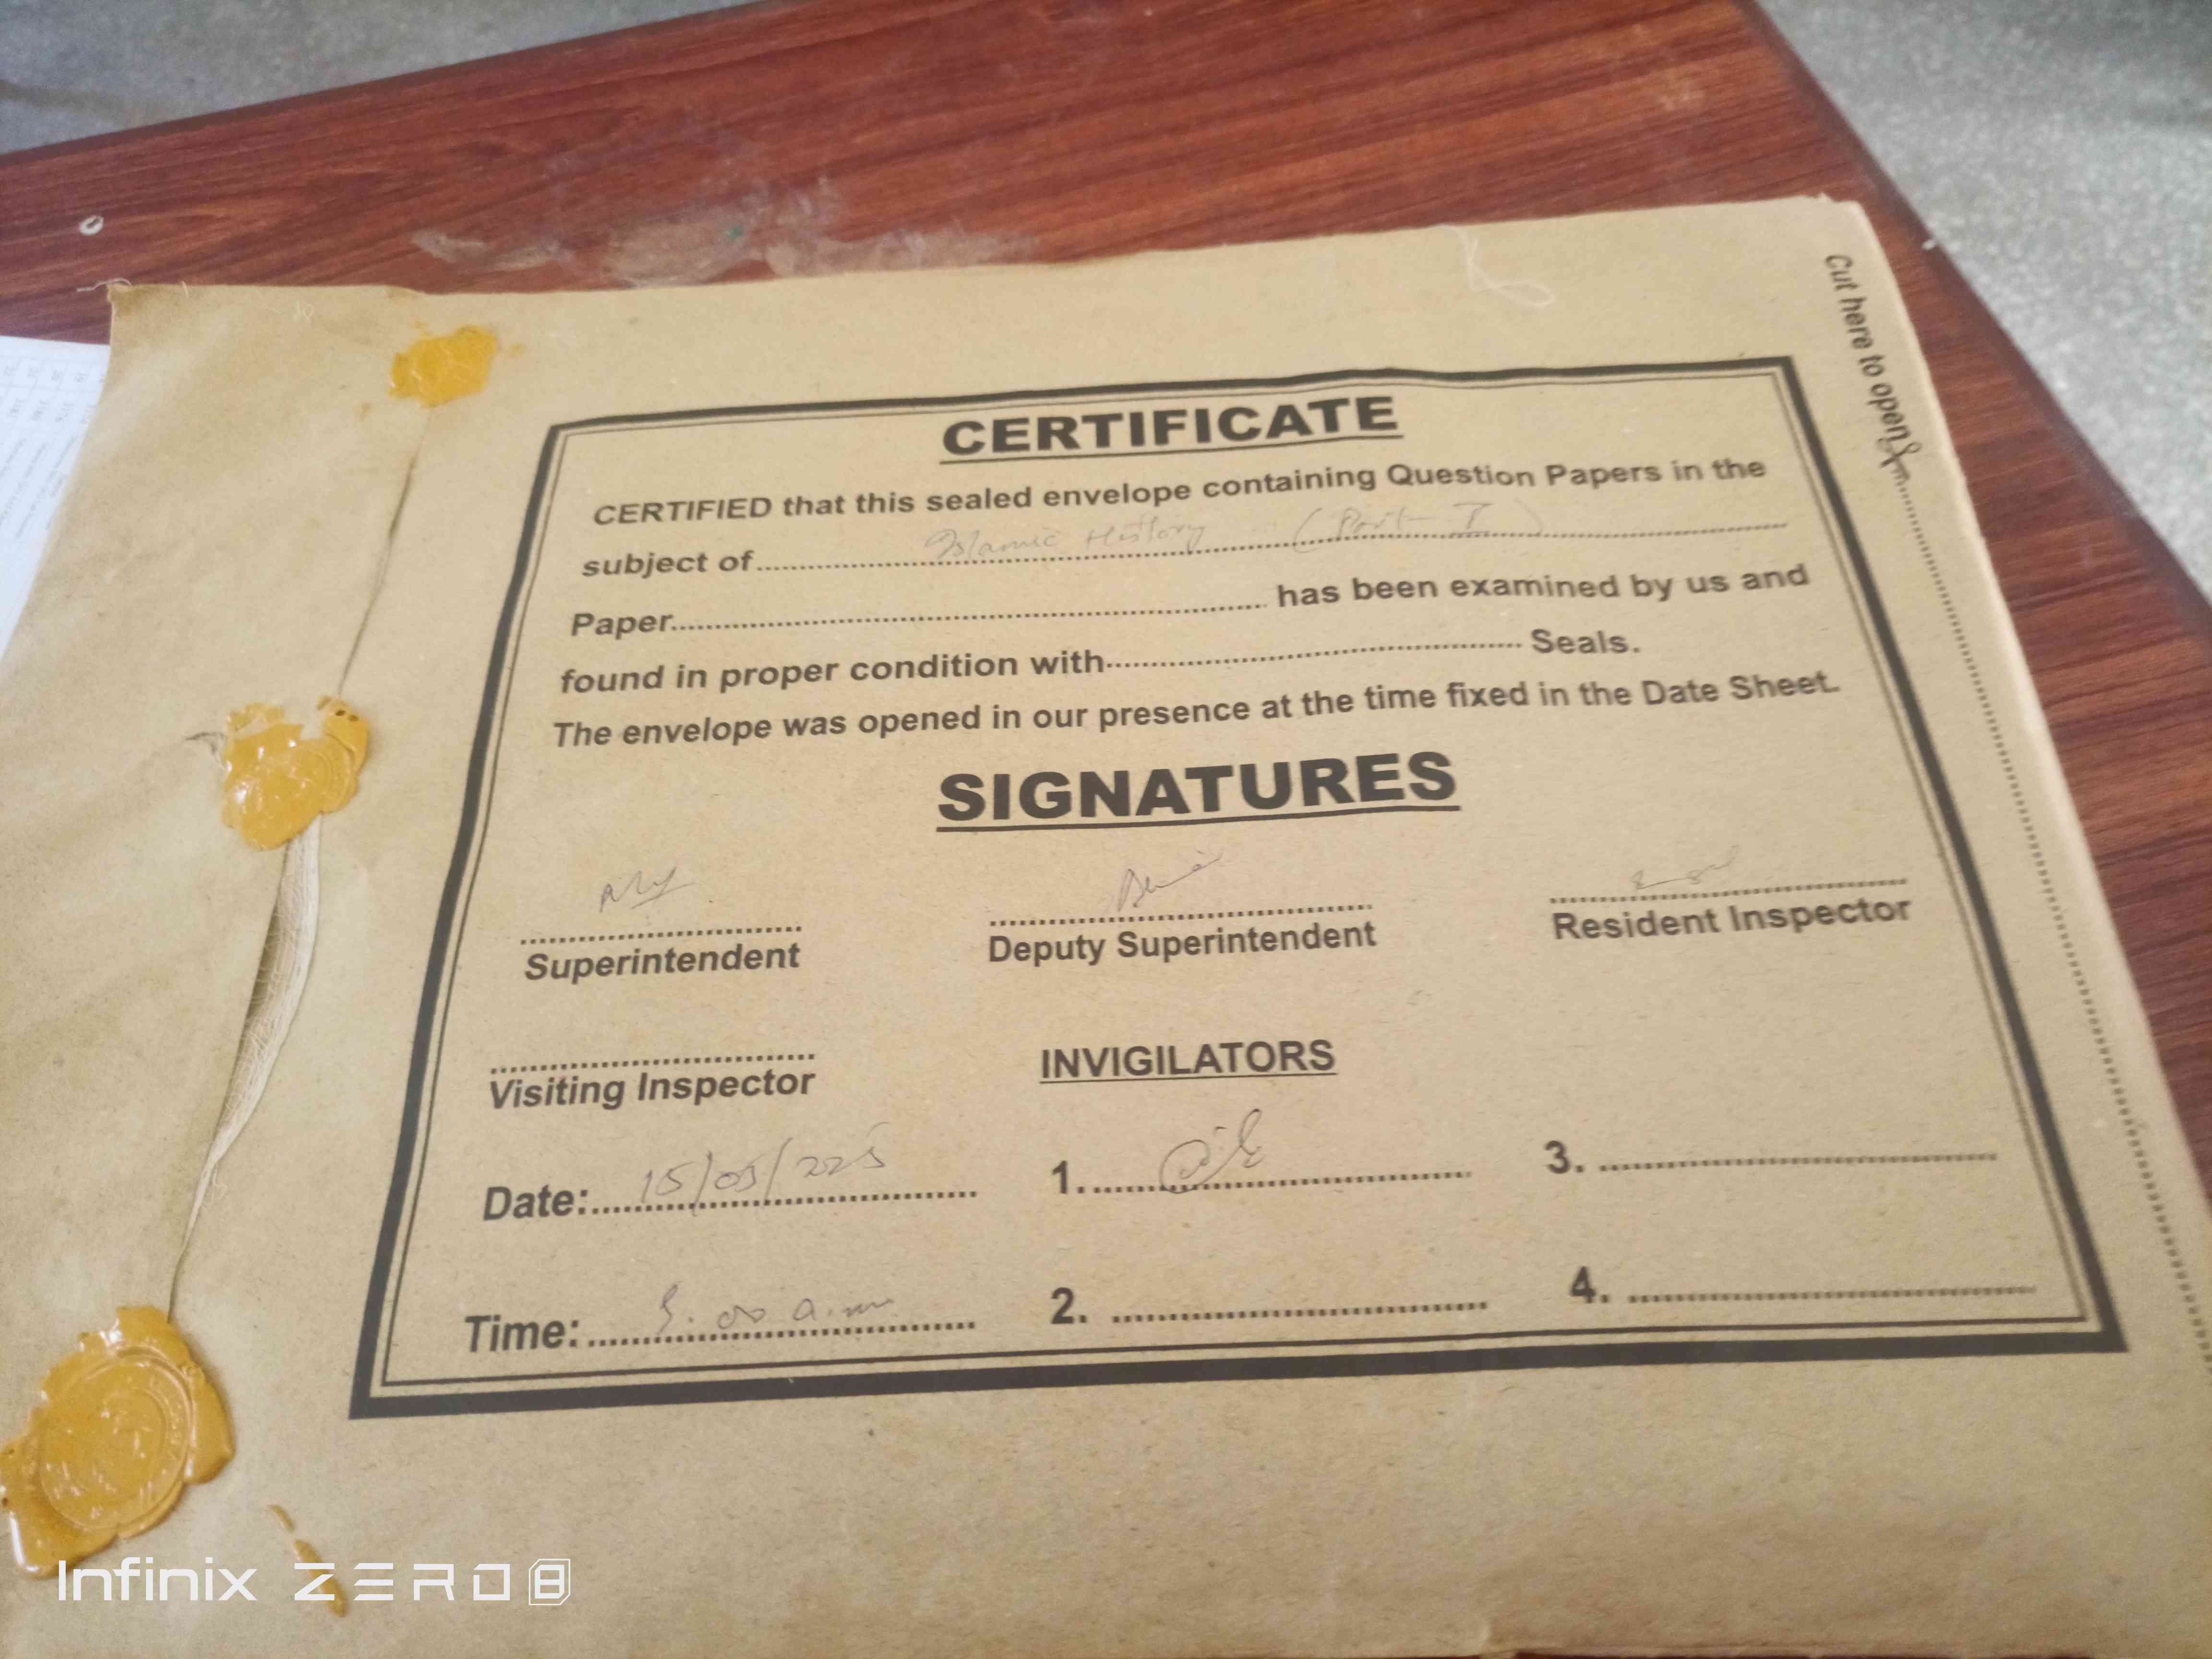 Cut here to open
CERTIFICATE
CERTIFIED that this sealed envelope containing Question Papers in the
subject of Islamic History (Part-I)
Paper has been examined by us and
found in proper condition with Seals.
The envelope was opened in our presence at the time fixed in the Date Sheet.
SIGNATURES
Superintendent Deputy Superintendent Resident Inspector
Visiting Inspector INVIGILATORS
Date: 15/05/225 1. 3.
Time: 2. 4.
Infinix ZERO 8